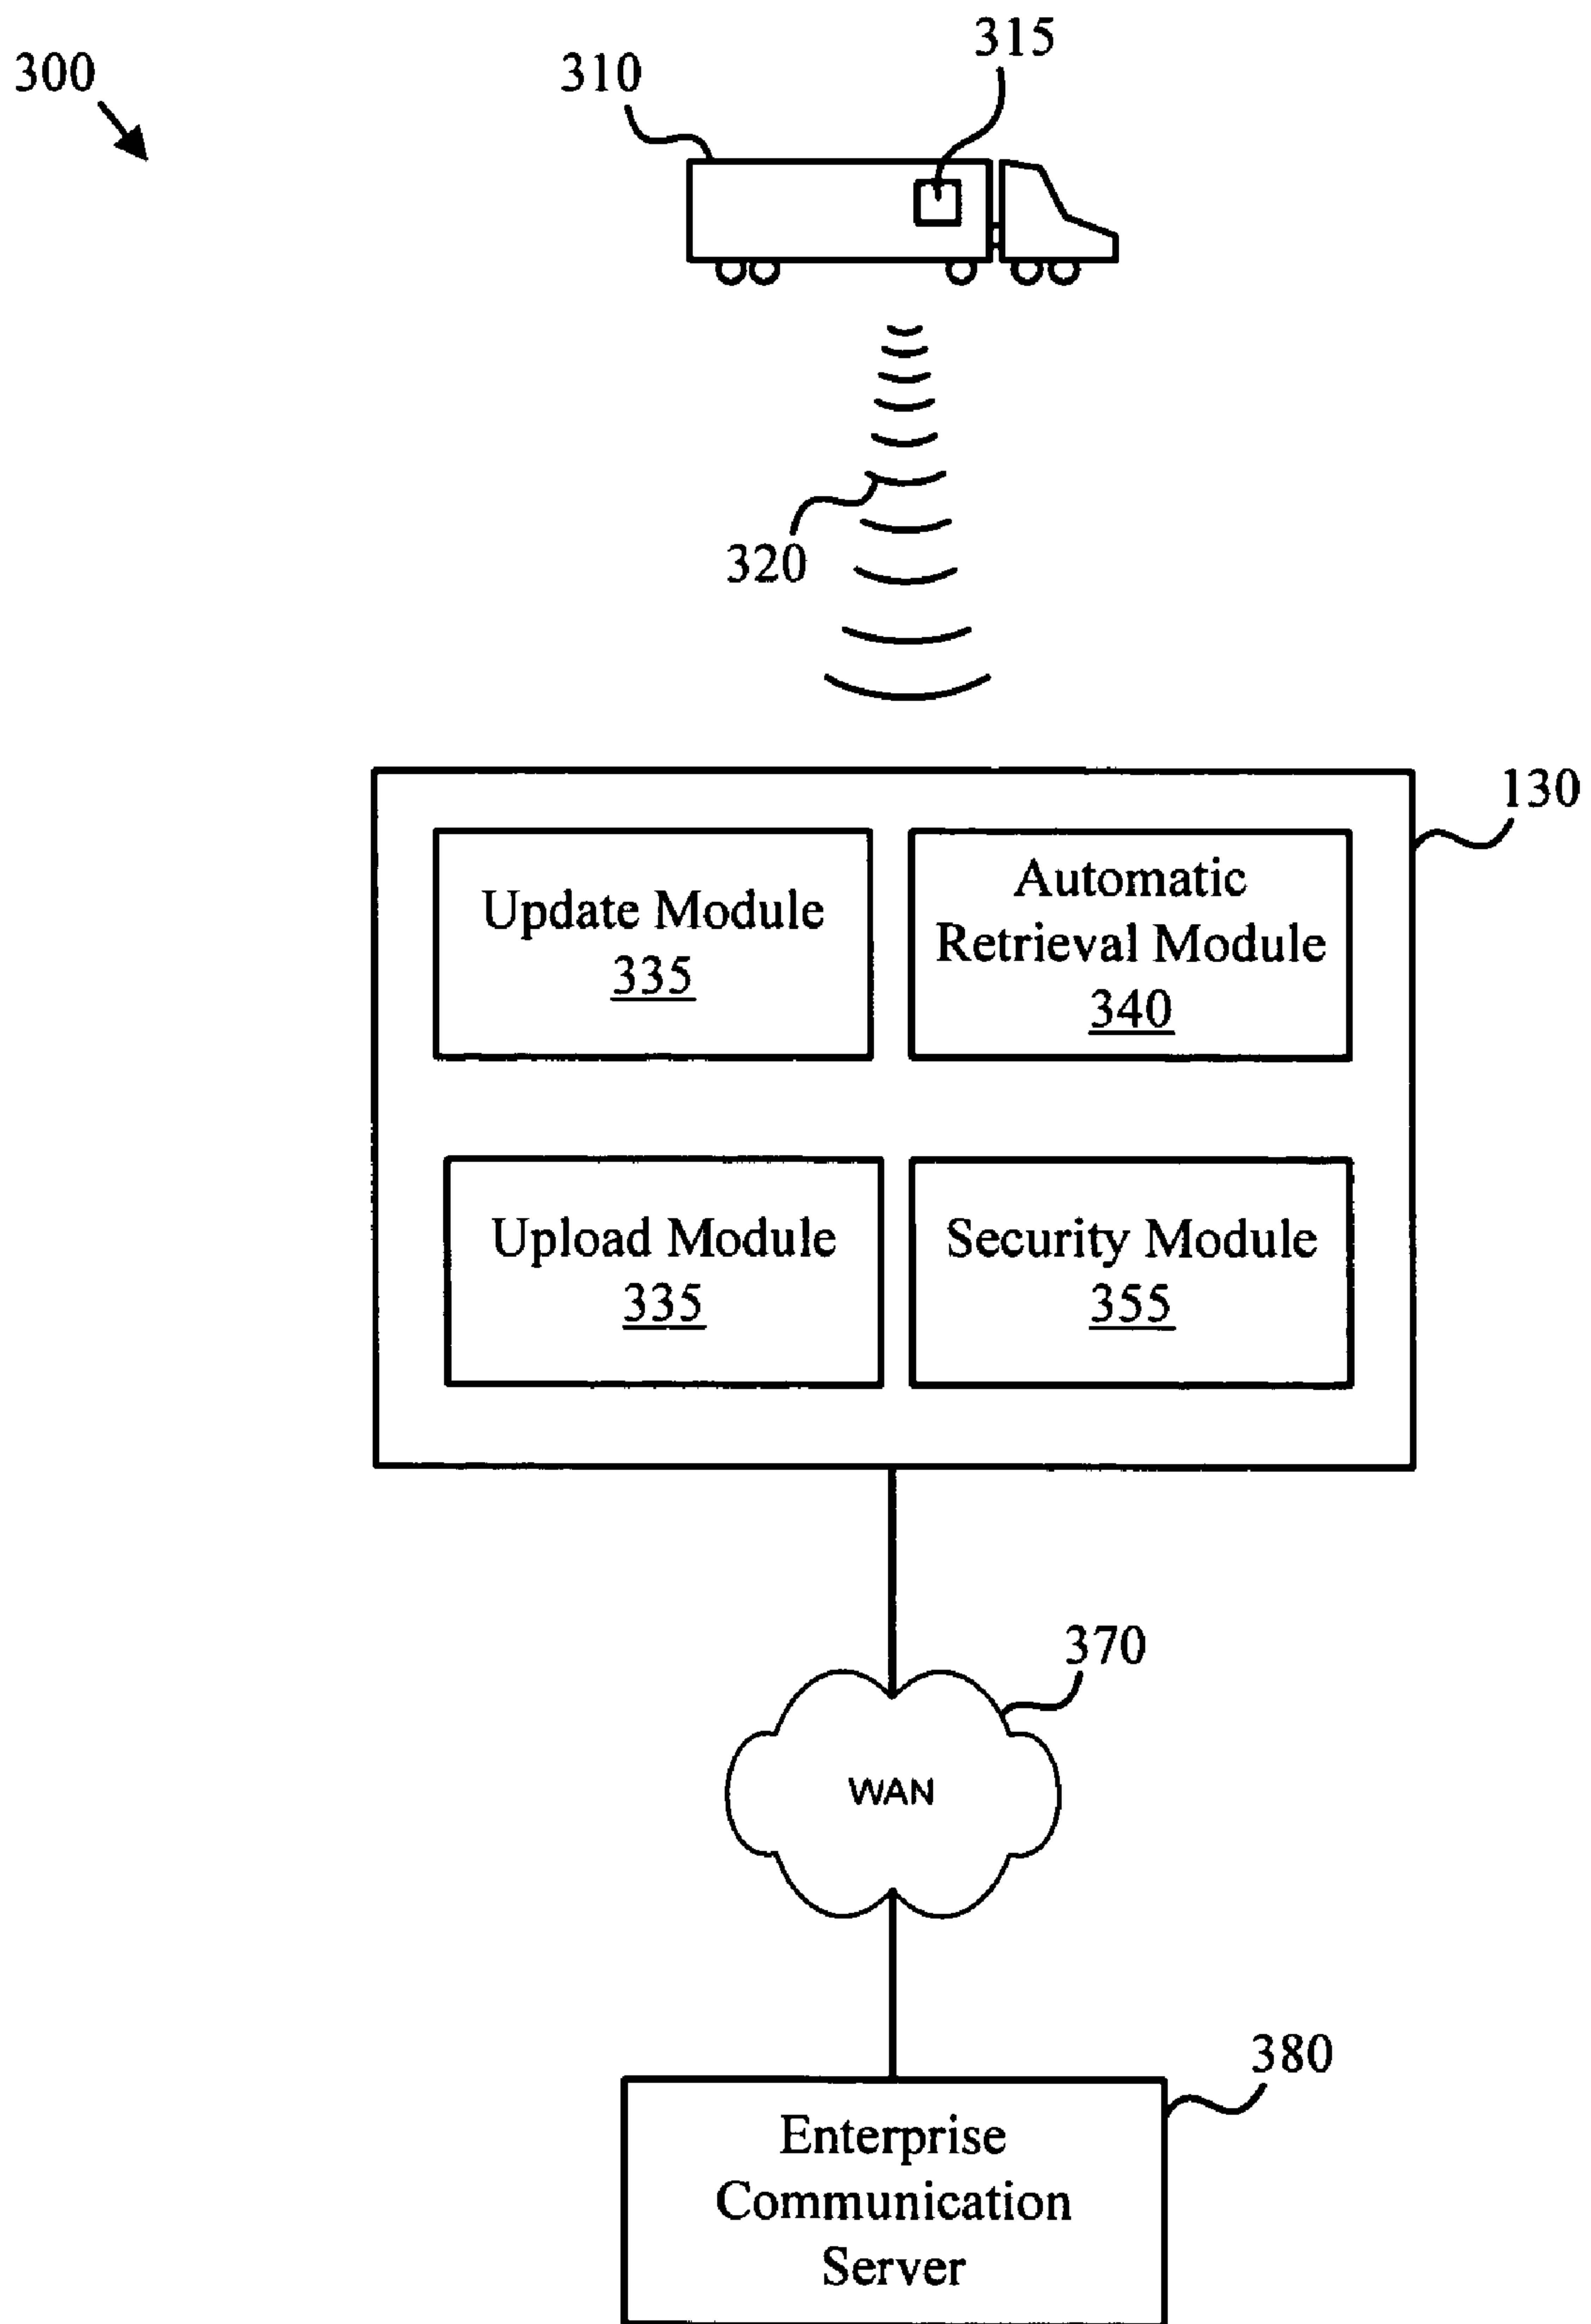 300
310
315
320
130
Update Module
335
Automatic
Retrieval Module
340
Upload Module
335
Security Module
355
370
WAN
380
Enterprise
Communication
Server